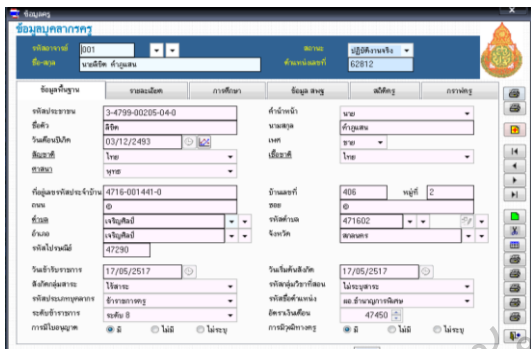 ข้อมูลครู
ข้อมูลบุคลากรครู
รหัสอาจารย์ 001 สถานะ ปฏิบัติงานจริง
ชื่อ-สกุล นายลิขิต คำภูแสน ตำแหน่งเลขที่ 62812
ข้อมูลพื้นฐาน รายละเอียด การศึกษา ข้อมูล สพฐ สถิติครู กราฟครู
รหัสประชาชน 3-4799-00205-04-0 คำนำหน้า นาย
ชื่อตัว ลิขิต นามสกุล คำภูแสน
วันเดือนปีเกิด 03/12/2493 เพศ ชาย
สัญชาติ ไทย เชื้อชาติ ไทย
ศาสนา พุทธ
ที่อยู่เลขรหัสประจำบ้าน 4716-001441-0 บ้านเลขที่ 406 หมู่ที่ 2
ถนน 0 ซอย 0
ตำบล เจริญศิลป์ รหัสตำบล 471602
อำเภอ เจริญศิลป์ จังหวัด สกลนคร
รหัสไปรษณีย์ 47290
วันเข้ารับราชการ 17/05/2517 วันเริ่มต้นสังกัด 17/05/2517
สังกัดกลุ่มสาระ ไร้สาระ รหัสกลุ่มวิชาที่สอน ไม่ระบุสาระ
รหัสประเภทบุคลากร ข้าราชการครู รหัสชื่อตำแหน่ง ผอ.ชำนาญการพิเศษ
ระดับข้าราชการ ระดับ 8 อัตราเงินเดือน 47450
การมีใบอนุญาต มี ไม่มี ไม่ระบุ การมีวุฒิทางครู มี ไม่มี ไม่ระบุ